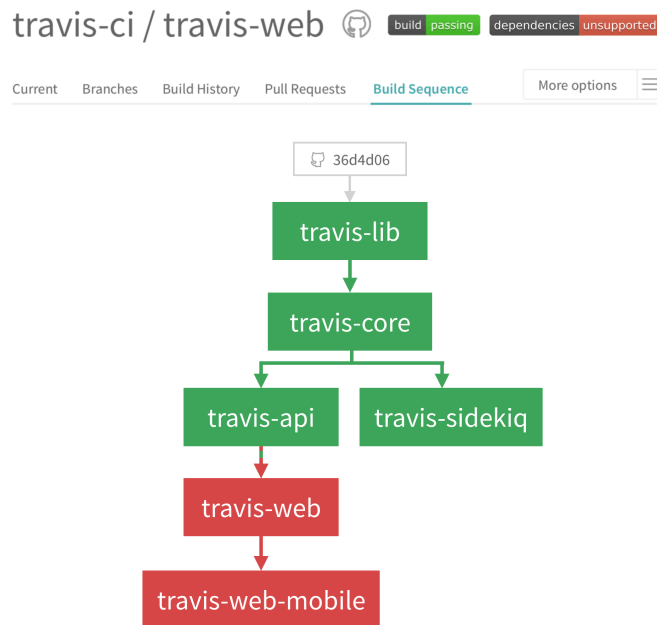 travis-ci / travis-web build passing dependencies unsupported
Current Branches Build History Pull Requests Build Sequence More options
36d4d06
travis-lib
travis-core
travis-api travis-sidekiq
travis-web
travis-web-mobile